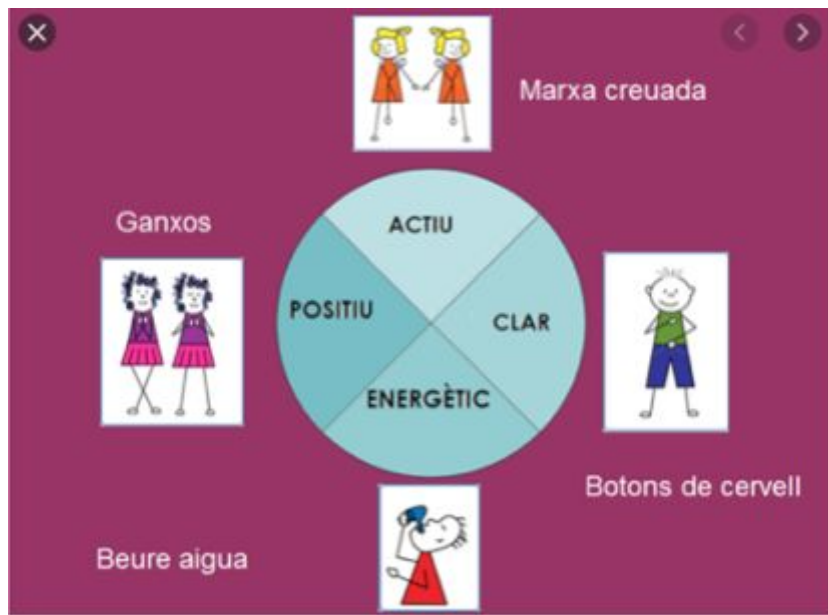 Marxa creuada
Ganxos
ACTIU
POSITIU
CLAR
ENERGÈTIC
Botons de cervell
Beure aigua